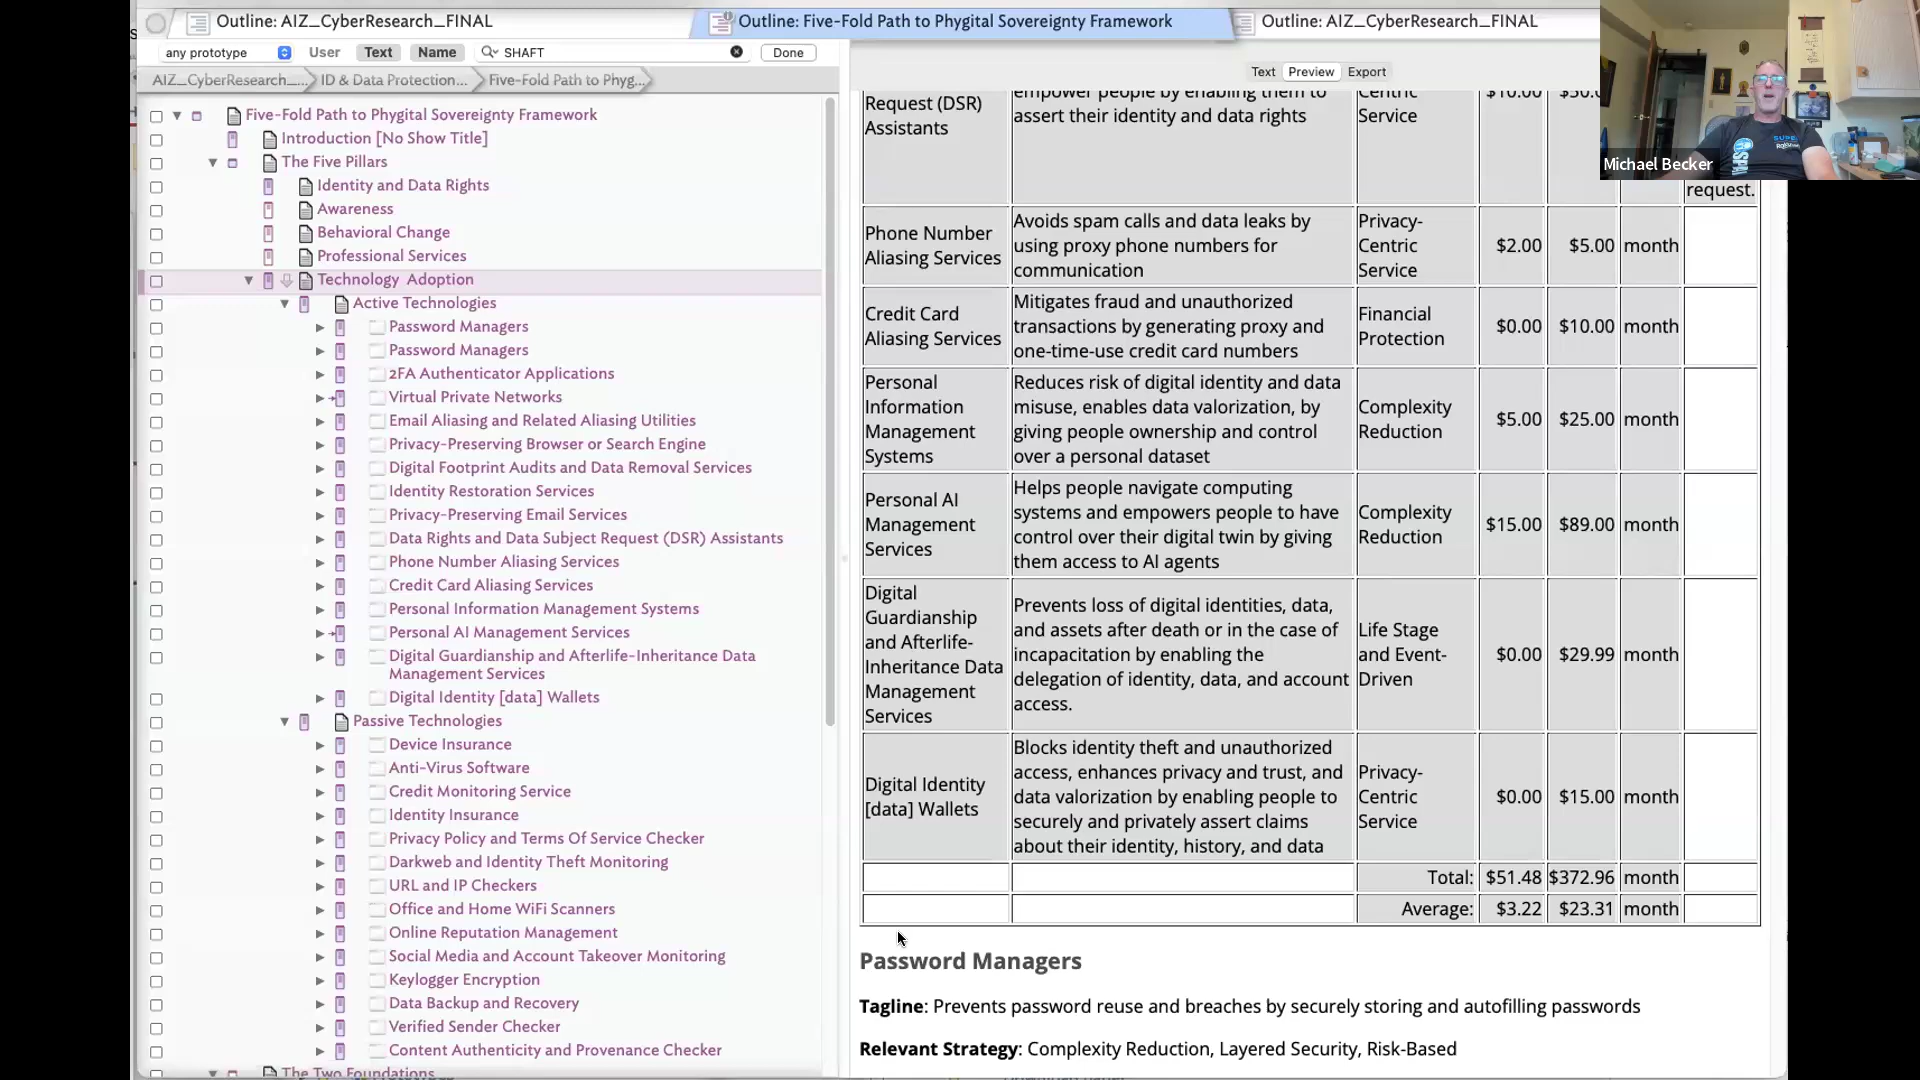 Outline: AIZ_CyberResearch_FINAL
Outline: Five-Fold Path to Phygital Sovereignty Framework
Outline: AIZ_CyberResearch_FINAL
any prototype
User
Text
Name
SHAFT
Done
AIZ_CyberResearch_...
ID & Data Protection...
Five-Fold Path to Phyg...
Five-Fold Path to Phygital Sovereignty Framework
Introduction [No Show Title]
The Five Pillars
Identity and Data Rights
Awareness
Behavioral Change
Professional Services
Technology Adoption
Active Technologies
Password Managers
Password Managers
2FA Authenticator Applications
Virtual Private Networks
Email Aliasing and Related Aliasing Utilities
Privacy-Preserving Browser or Search Engine
Digital Footprint Audits and Data Removal Services
Identity Restoration Services
Privacy-Preserving Email Services
Data Rights and Data Subject Request (DSR) Assistants
Phone Number Aliasing Services
Credit Card Aliasing Services
Personal Information Management Systems
Personal AI Management Services
Digital Guardianship and Afterlife-Inheritance Data
Management Services
Digital Identity [data] Wallets
Passive Technologies
Device Insurance
Anti-Virus Software
Credit Monitoring Service
Identity Insurance
Privacy Policy and Terms Of Service Checker
Darkweb and Identity Theft Monitoring
URL and IP Checkers
Office and Home WiFi Scanners
Online Reputation Management
Social Media and Account Takeover Monitoring
Keylogger Encryption
Data Backup and Recovery
Verified Sender Checker
Content Authenticity and Provenance Checker
The Two Foundations
Text
Preview
Export
Request (DSR)
Assistants
empower people by enabling them to
assert their identity and data rights
Centric
Service
$10.00
request.
Phone Number
Aliasing Services
Avoids spam calls and data leaks by
using proxy phone numbers for
communication
Privacy-
Centric
Service
$2.00
$5.00
month
Credit Card
Aliasing Services
Mitigates fraud and unauthorized
transactions by generating proxy and
one-time-use credit card numbers
Financial
Protection
$0.00
$10.00
month
Personal
Information
Management
Systems
Reduces risk of digital identity and data
misuse, enables data valorization, by
giving people ownership and control
over a personal dataset
Complexity
Reduction
$5.00
$25.00
month
Personal AI
Management
Services
Helps people navigate computing
systems and empowers people to have
control over their digital twin by giving
them access to AI agents
Complexity
Reduction
$15.00
$89.00
month
Digital
Guardianship
and Afterlife-
Inheritance Data
Management
Services
Prevents loss of digital identities, data,
and assets after death or in the case of
incapacitation by enabling the
delegation of identity, data, and account
access.
Life Stage
and Event-
Driven
$0.00
$29.99
month
Digital Identity
[data] Wallets
Blocks identity theft and unauthorized
access, enhances privacy and trust, and
data valorization by enabling people to
securely and privately assert claims
about their identity, history, and data
Privacy-
Centric
Service
$0.00
$15.00
month
Total:
$51.48
$372.96
month
Average:
$3.22
$23.31
month
Password Managers
Tagline: Prevents password reuse and breaches by securely storing and autofilling passwords
Relevant Strategy: Complexity Reduction, Layered Security, Risk-Based
Michael Becker